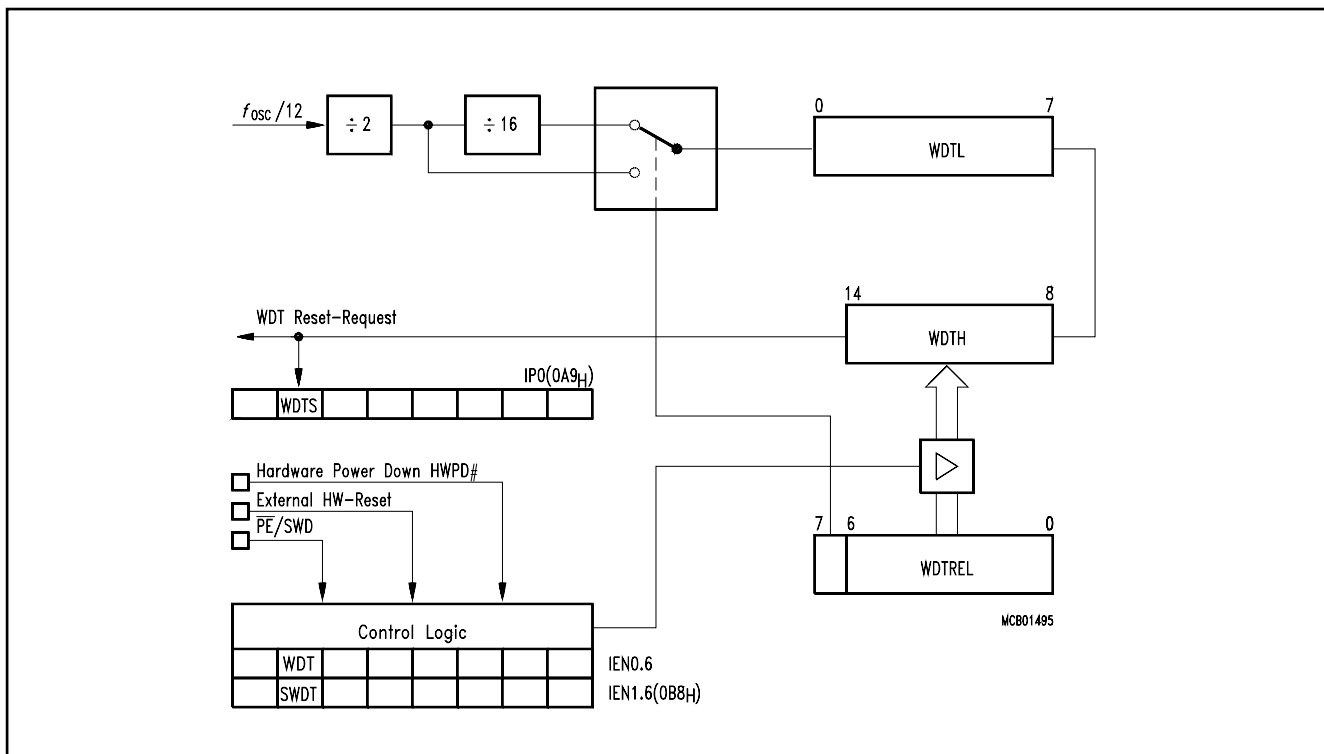 fosc/12
÷ 2
÷ 16
0 7
WDTL
14 8
WDT Reset-Request
WDTH
IP0(0A9H)
WDTS
Hardware Power Down HWPD#
External HW-Reset
PE/SWD
7 6 0
WDTREL
MCB01495
Control Logic
WDT IEN0.6
SWDT IEN1.6(0B8H)